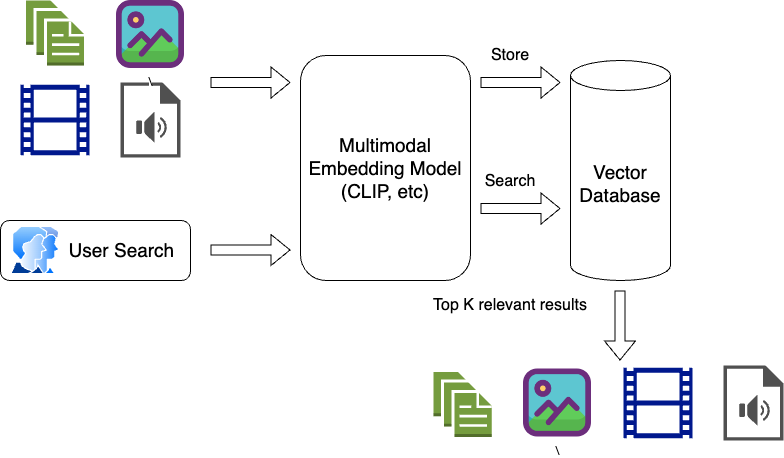 Store
Multimodal
Embedding Model
(CLIP, etc)
Search
Vector
Database
User Search
Top K relevant results